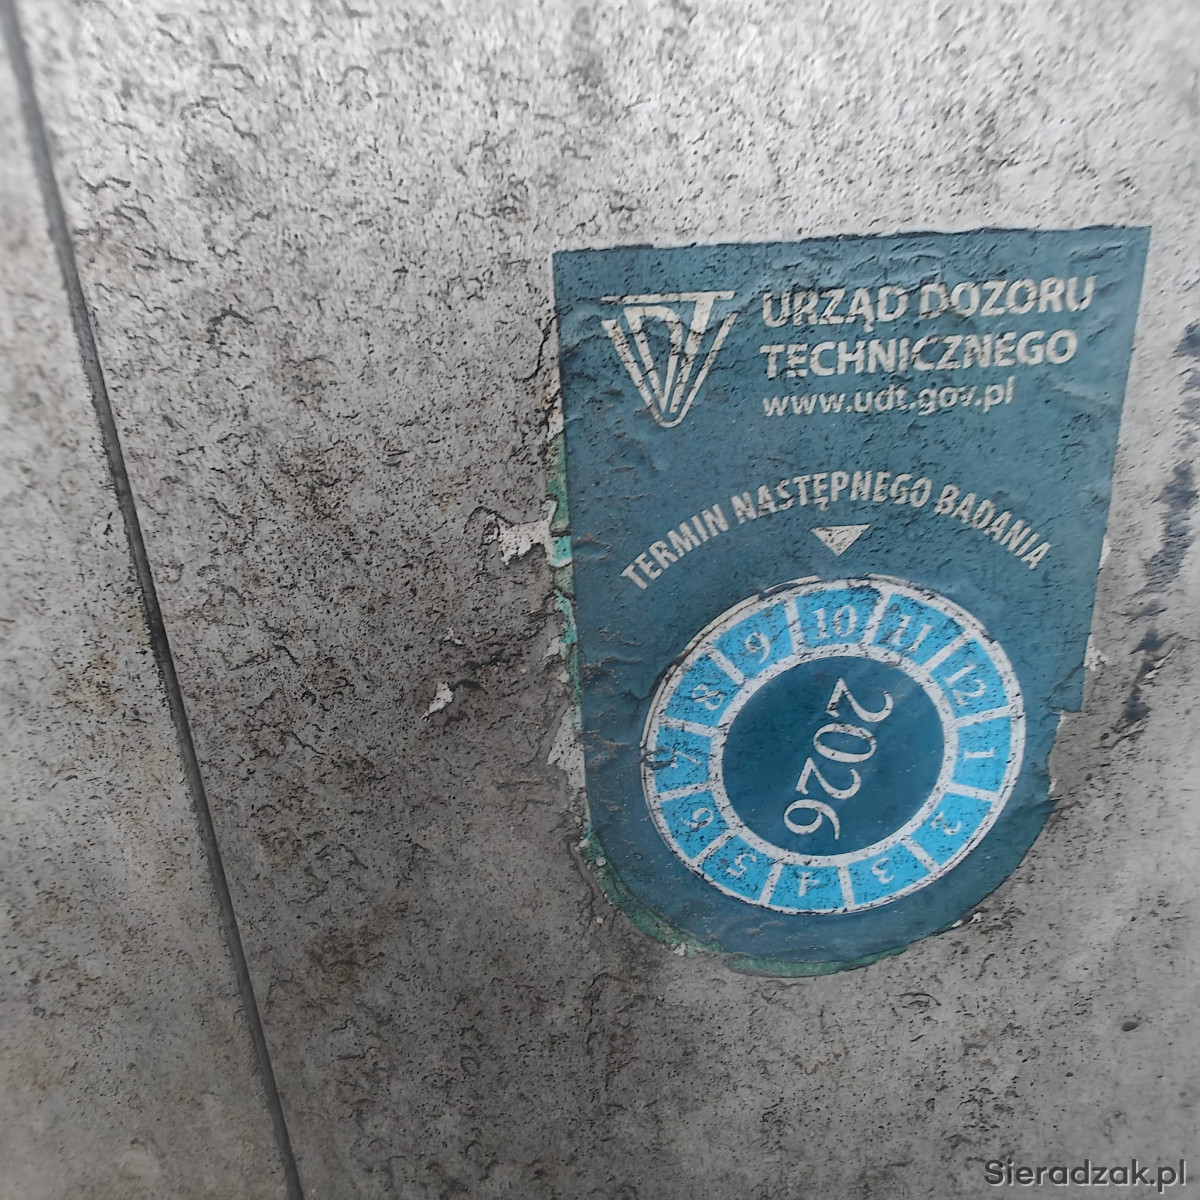 URZĄD DOZORU
TECHNICZNEGO
www.udt.gov.pl
TERMIN NASTĘPNEGO BADANIA
10
11
12
1
2
3
4
5
6
7
8
9
2026
Sieradzak.pl